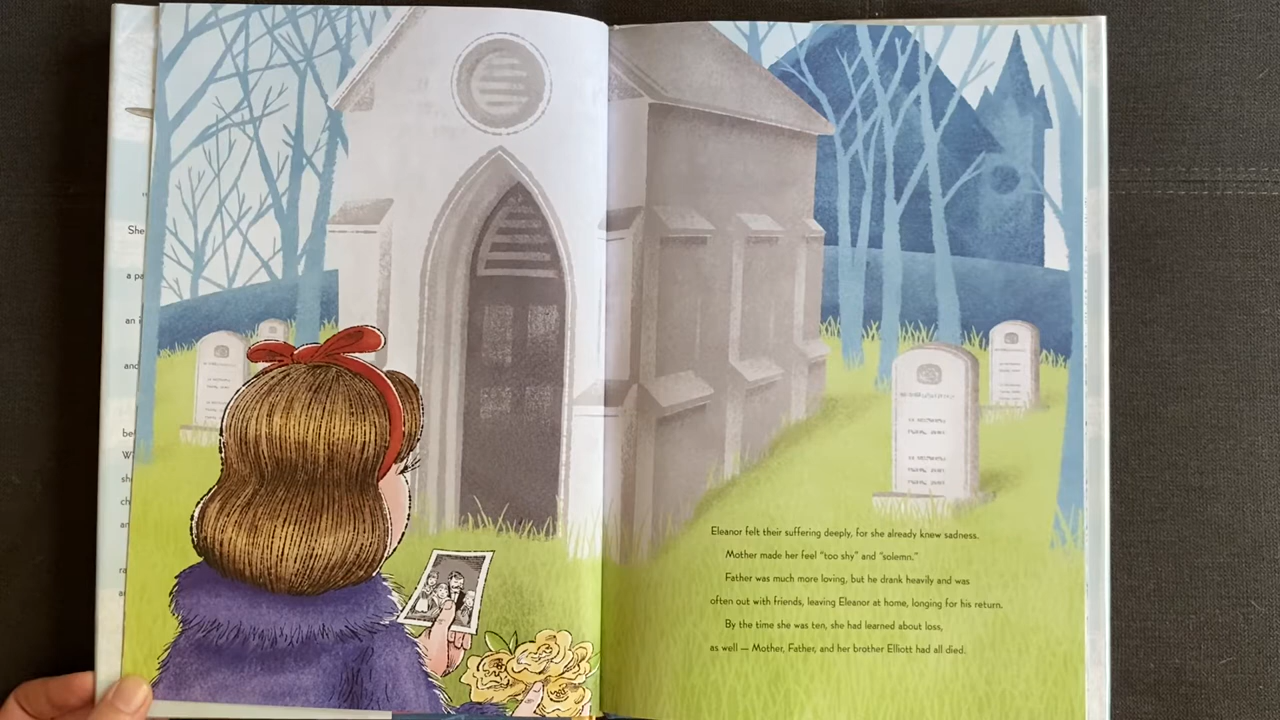 She
a pa
and
Eleanor felt their suffering deeply, for she already knew sadness.
Mother made her feel “too shy” and “solemn.”
Father was much more loving, but he drank heavily and was
often out with friends, leaving Eleanor at home, longing for his return.
By the time she was ten, she had learned about loss,
as well — Mother, Father, and her brother Elliott had all died.